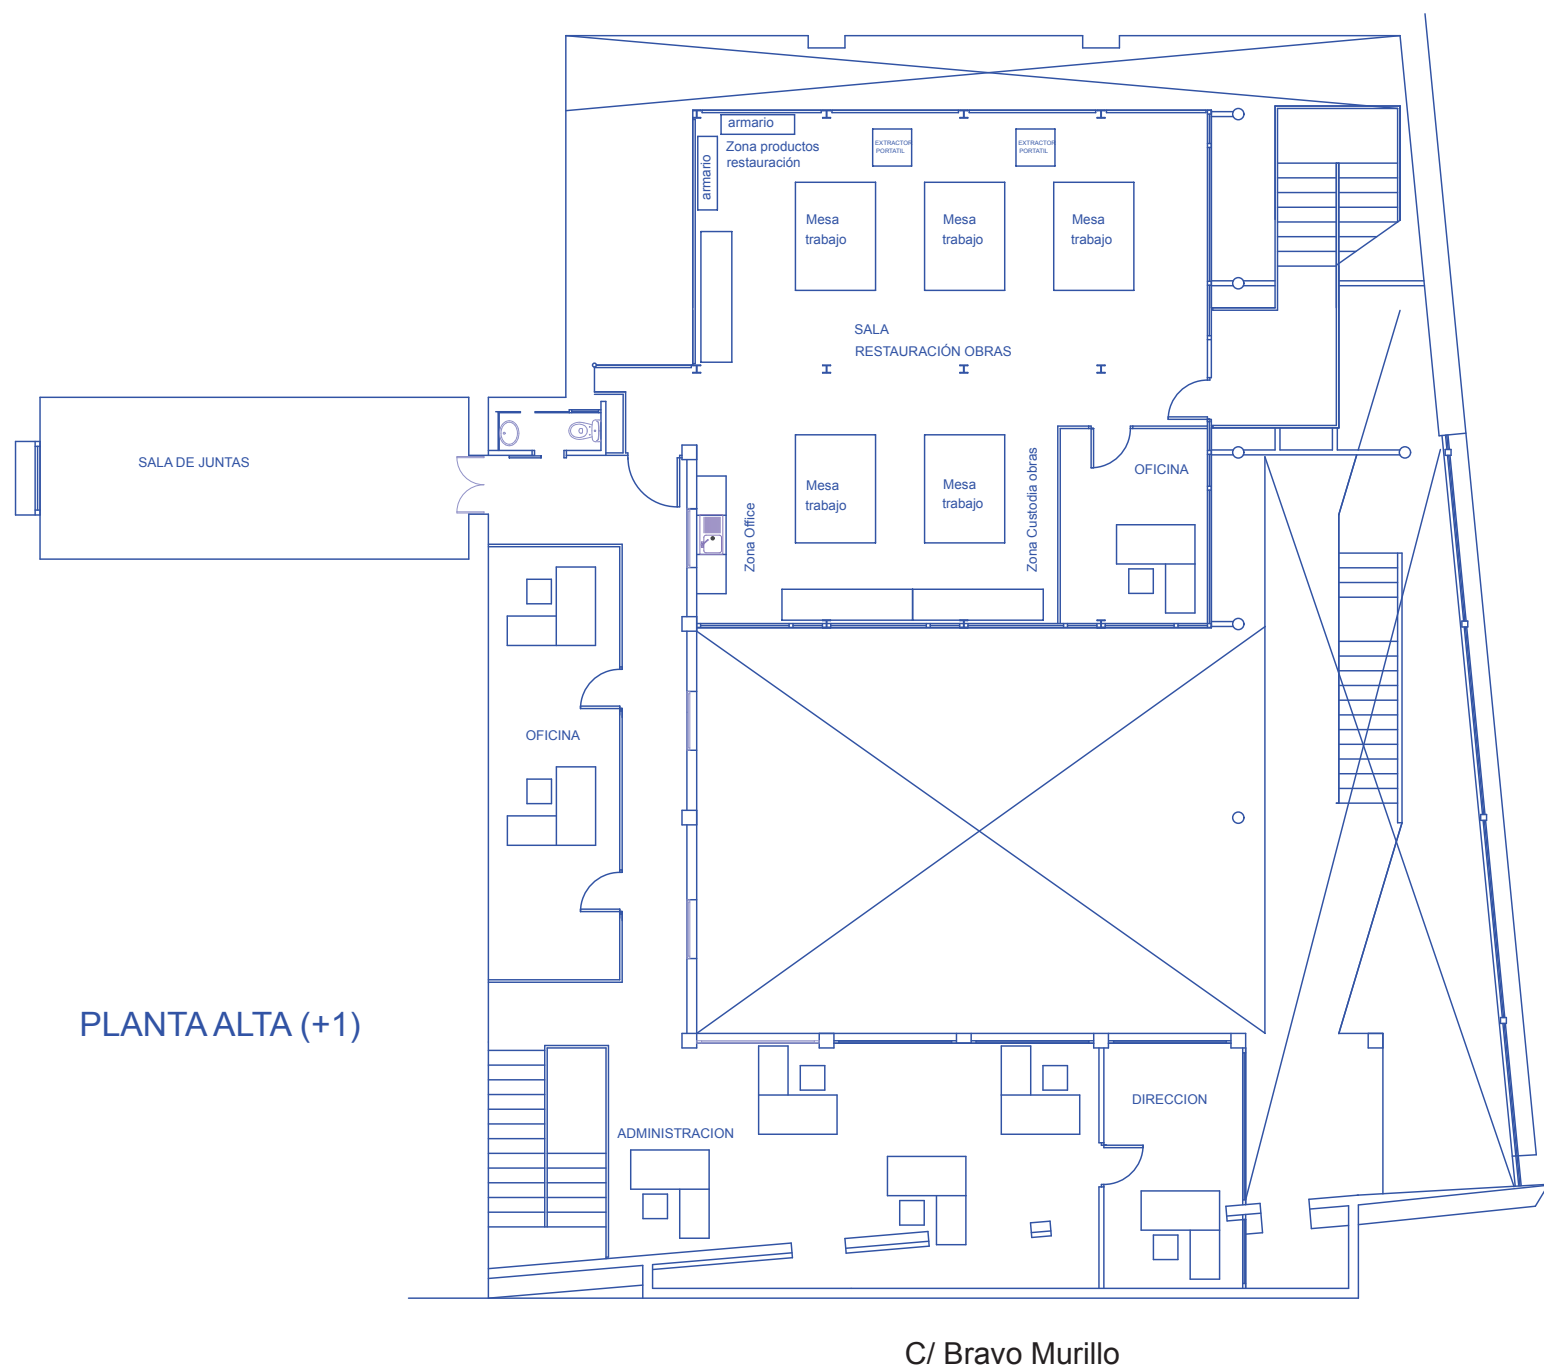 armario
armario
Zona productos
restauración
EXTRACTOR
PORTATIL
EXTRACTOR
PORTATIL
Mesa
trabajo
Mesa
trabajo
Mesa
trabajo
SALA
RESTAURACIÓN OBRAS
SALA DE JUNTAS
Mesa
trabajo
Mesa
trabajo
Zona Office
Zona Custodia obras
OFICINA
OFICINA
PLANTA ALTA (+1)
ADMINISTRACION
DIRECCION
C/ Bravo Murillo